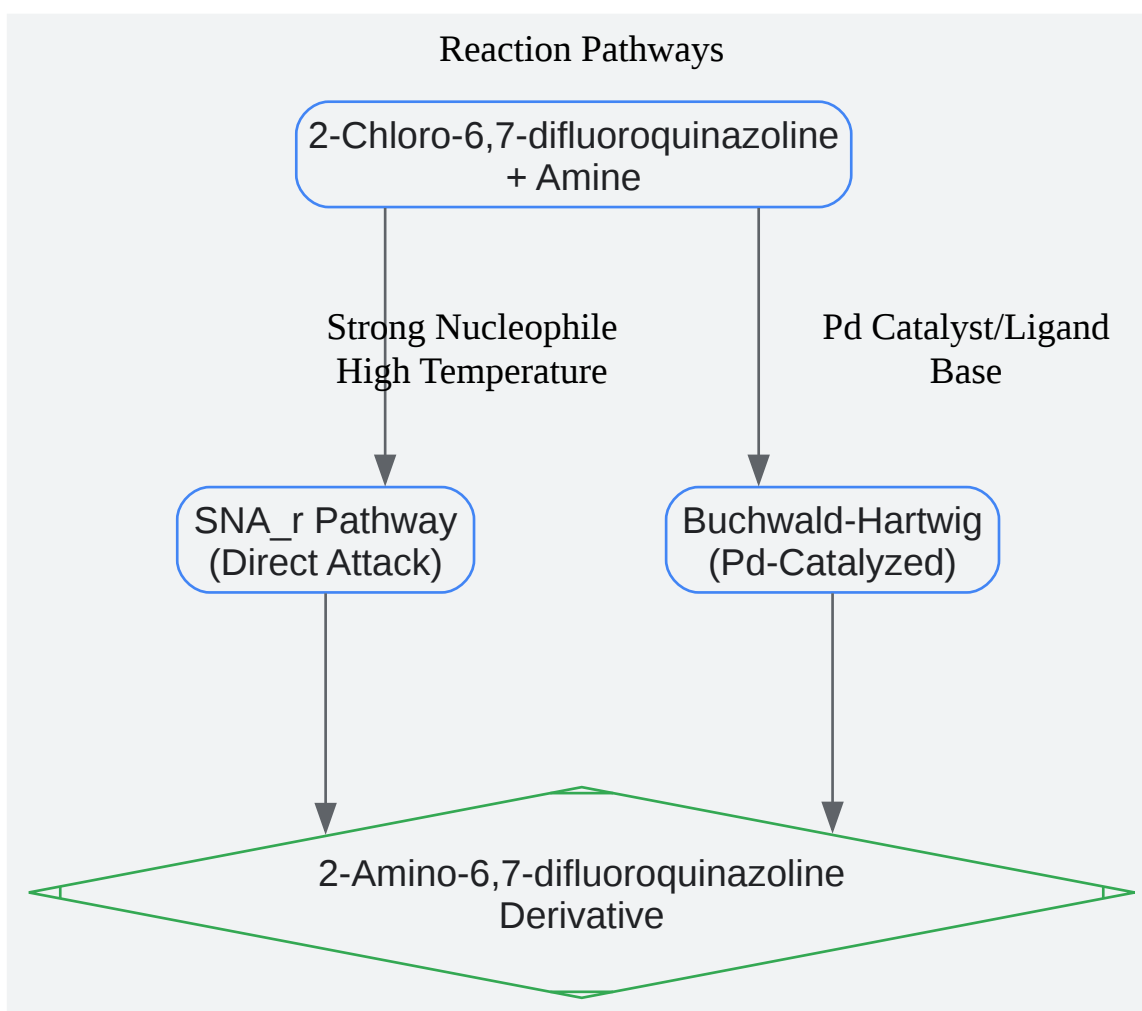 Reaction Pathways
2-Chloro-6,7-difluoroquinazoline
+ Amine
Strong Nucleophile
High Temperature
Pd Catalyst/Ligand
Base
SNA_r Pathway
(Direct Attack)
Buchwald-Hartwig
(Pd-Catalyzed)
2-Amino-6,7-difluoroquinazoline
Derivative